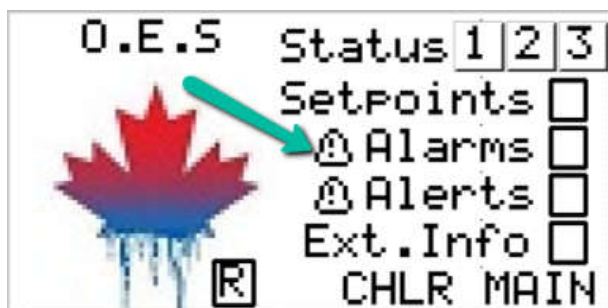 O.E.S
Status 1 2 3
Setpoints
Alarms
Alerts
Ext.Info
R
CHLR MAIN